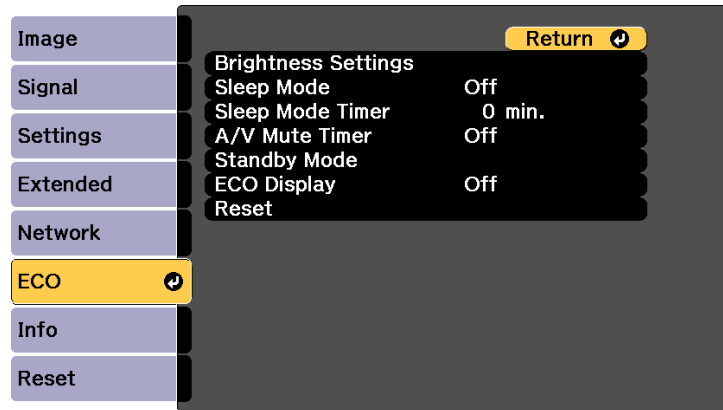 Image
Signal
Settings
Extended
Network
ECO
Info
Reset
Return
Brightness Settings
Sleep Mode Off
Sleep Mode Timer 0 min.
A/V Mute Timer Off
Standby Mode
ECO Display Off
Reset